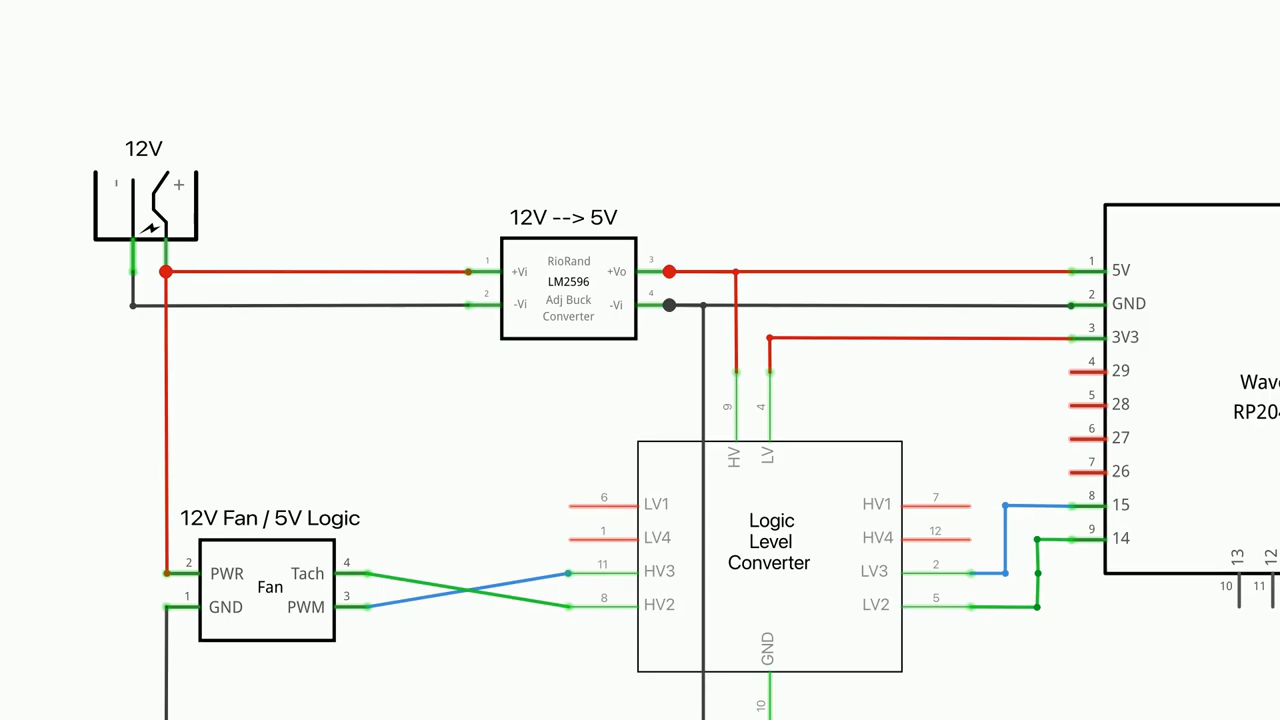 12V
- +
12V --> 5V
RioRand
LM2596
Adj Buck
Converter
1 +Vi
2 -Vi
3 +Vo
4 -Vi
1 5V
2 GND
3 3V3
4 29
5 28
6 27
7 26
8 15
9 14
13
10
12
11
9 HV
4 LV
6 LV1
1 LV4
11 HV3
8 HV2
Logic
Level
Converter
HV1 7
HV4 12
LV3 2
LV2 5
GND
10
12V Fan / 5V Logic
2 PWR
1 GND
Fan
Tach 4
PWM 3